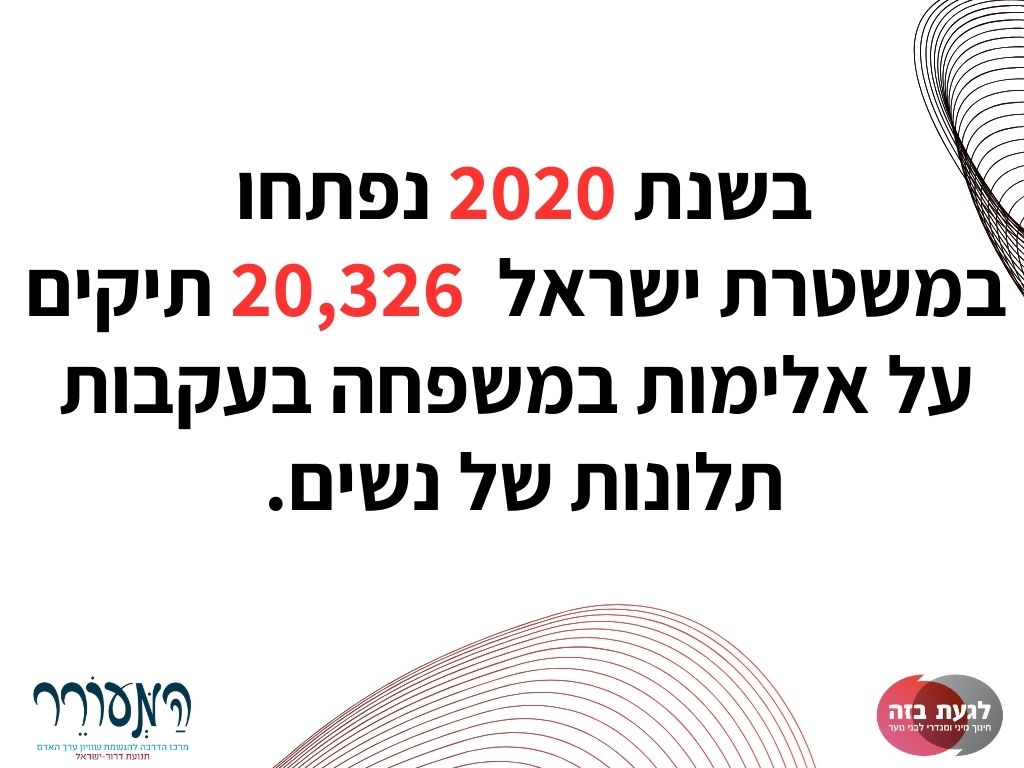 בשנת 2020 נפתחו
במשטרת ישראל 20,326 תיקים
על אלימות במשפחה בעקבות
תלונות של נשים.
הַמְּעוֹרֵר
מרכז הדרכה להגשמת שוויון ערך האדם
תנועת דרור-ישראל
לגעת בזה
חינוך מיני ומגדרי לבני נוער